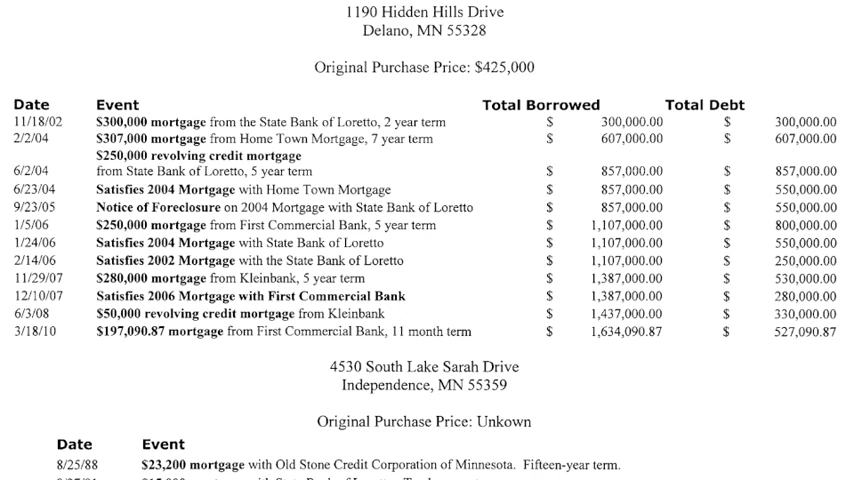 1190 Hidden Hills Drive
Delano, MN 55328
Original Purchase Price: $425,000
Date Event Total Borrowed Total Debt
11/18/02 $300,000 mortgage from the State Bank of Loretto, 2 year term $ 300,000.00 $ 300,000.00
2/2/04 $307,000 mortgage from Home Town Mortgage, 7 year term $ 607,000.00 $ 607,000.00
$250,000 revolving credit mortgage
6/2/04 from State Bank of Loretto, 5 year term $ 857,000.00 $ 857,000.00
6/23/04 Satisfies 2004 Mortgage with Home Town Mortgage $ 857,000.00 $ 550,000.00
9/23/05 Notice of Foreclosure on 2004 Mortgage with State Bank of Loretto $ 857,000.00 $ 550,000.00
1/5/06 $250,000 mortgage from First Commercial Bank, 5 year term $ 1,107,000.00 $ 800,000.00
1/24/06 Satisfies 2004 Mortgage with State Bank of Loretto $ 1,107,000.00 $ 550,000.00
2/14/06 Satisfies 2002 Mortgage with the State Bank of Loretto $ 1,107,000.00 $ 250,000.00
11/29/07 $280,000 mortgage from Kleinbank, 5 year term $ 1,387,000.00 $ 530,000.00
12/10/07 Satisfies 2006 Mortgage with First Commercial Bank $ 1,387,000.00 $ 280,000.00
6/3/08 $50,000 revolving credit mortgage from Kleinbank $ 1,437,000.00 $ 330,000.00
3/18/10 $197,090.87 mortgage from First Commercial Bank, 11 month term $ 1,634,090.87 $ 527,090.87
4530 South Lake Sarah Drive
Independence, MN 55359
Original Purchase Price: Unkown
Date Event
8/25/88 $23,200 mortgage with Old Stone Credit Corporation of Minnesota. Fifteen-year term.